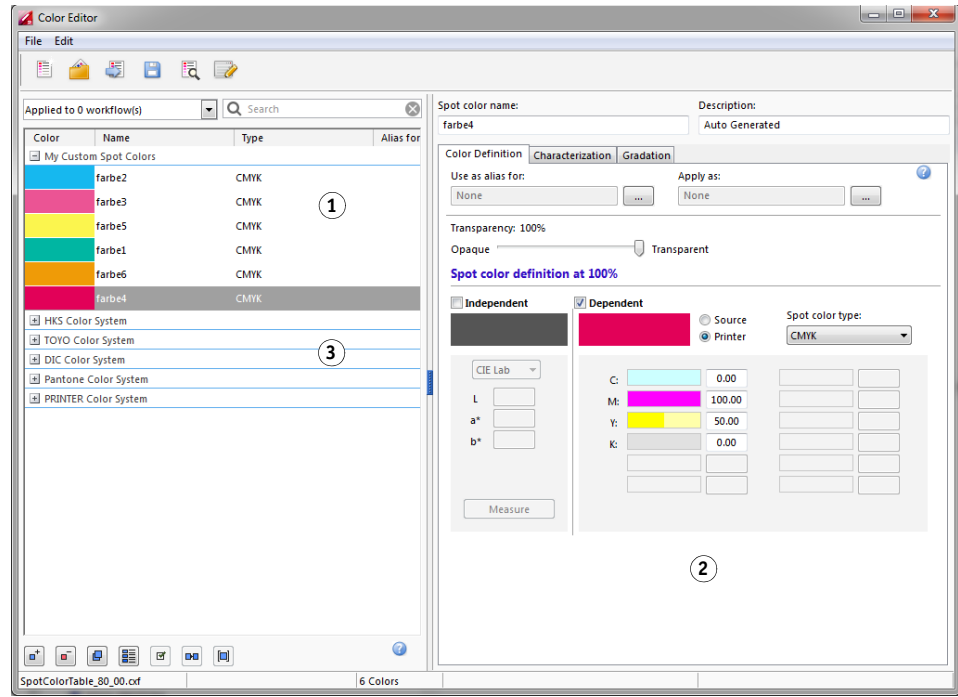 Color Editor
File Edit
Applied to 0 workflow(s) Search
Color Name Type Alias for
My Custom Spot Colors
farbe2 CMYK
farbe3 CMYK
farbe5 CMYK
farbe1 CMYK
farbe6 CMYK
farbe4 CMYK
1
HKS Color System
TOYO Color System
DIC Color System
Pantone Color System
PRINTER Color System
3
SpotColorTable_80_00.cxf 6 Colors
Spot color name: Description:
farbe4 Auto Generated
Color Definition Characterization Gradation
Use as alias for: Apply as:
None ... None ...
Transparency: 100%
Opaque Transparent
Spot color definition at 100%
Independent Dependent
Source
Printer
Spot color type:
CMYK
CIE Lab
L
a*
b*
Measure
C: 0.00
M: 100.00
Y: 50.00
K: 0.00
2